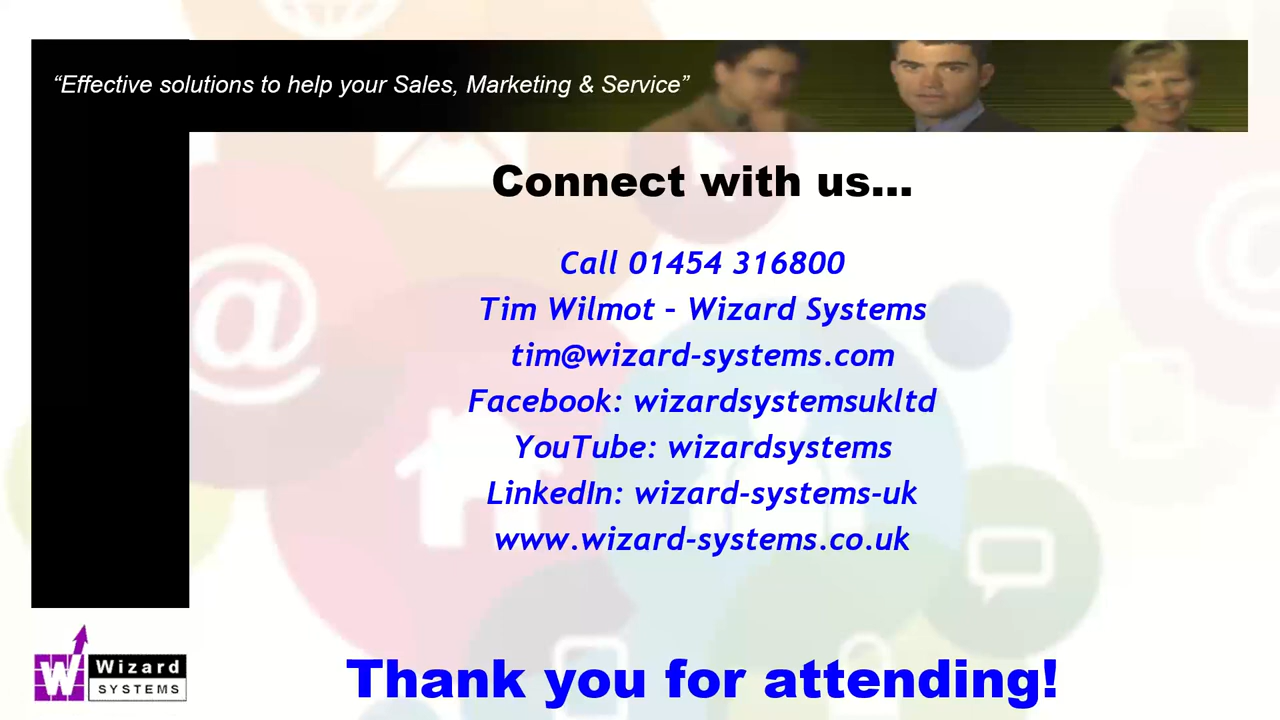 “Effective solutions to help your Sales, Marketing & Service”
Connect with us...
Call 01454 316800
Tim Wilmot – Wizard Systems
tim@wizard-systems.com
Facebook: wizardsystemsukltd
YouTube: wizardsystems
LinkedIn: wizard-systems-uk
www.wizard-systems.co.uk
W Wizard
SYSTEMS
Thank you for attending!